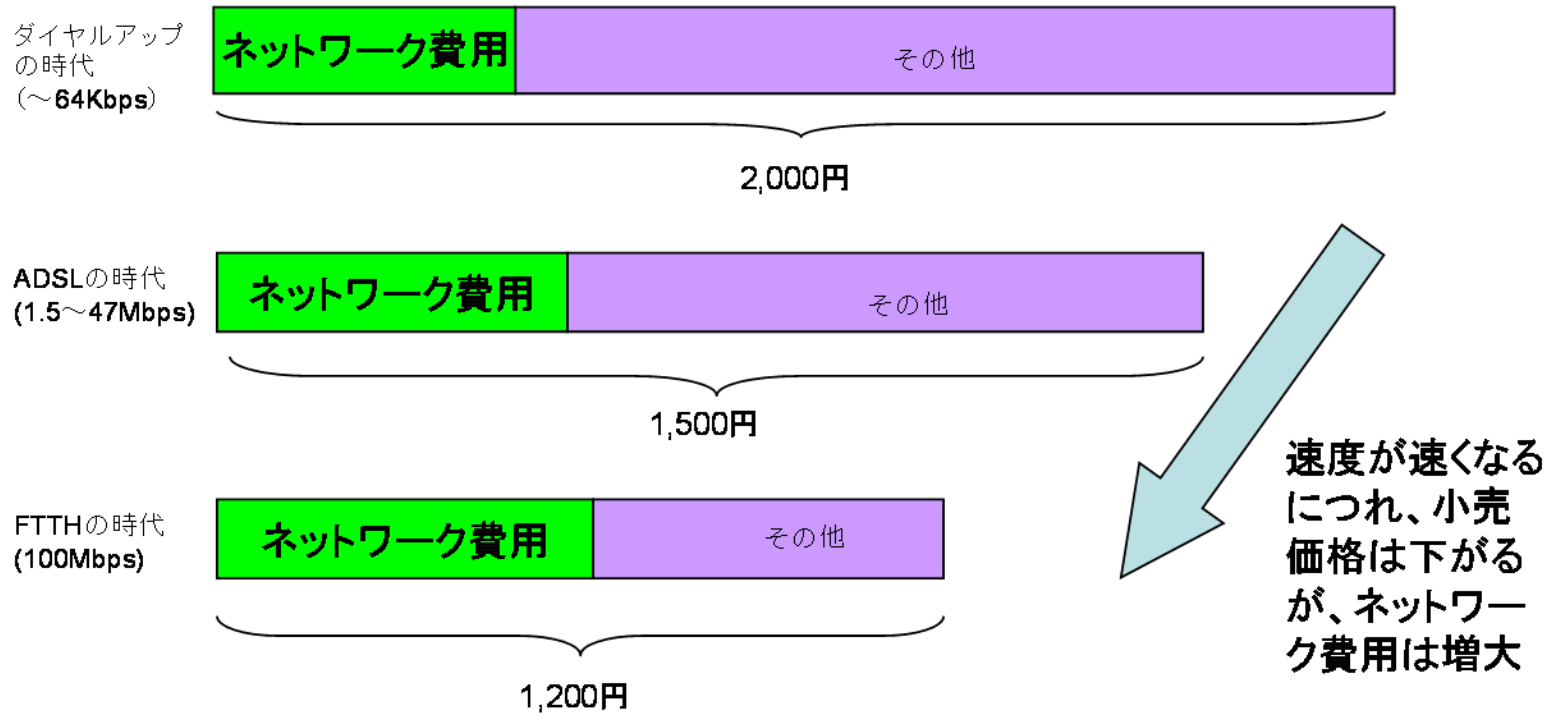 ダイヤルアップ
の時代
（～64Kbps）
ネットワーク費用
その他
2,000円
ADSLの時代
(1.5～47Mbps)
ネットワーク費用
その他
1,500円
FTTHの時代
(100Mbps)
ネットワーク費用
その他
1,200円
速度が速くなる
につれ、小売
価格は下がる
が、ネットワー
ク費用は増大